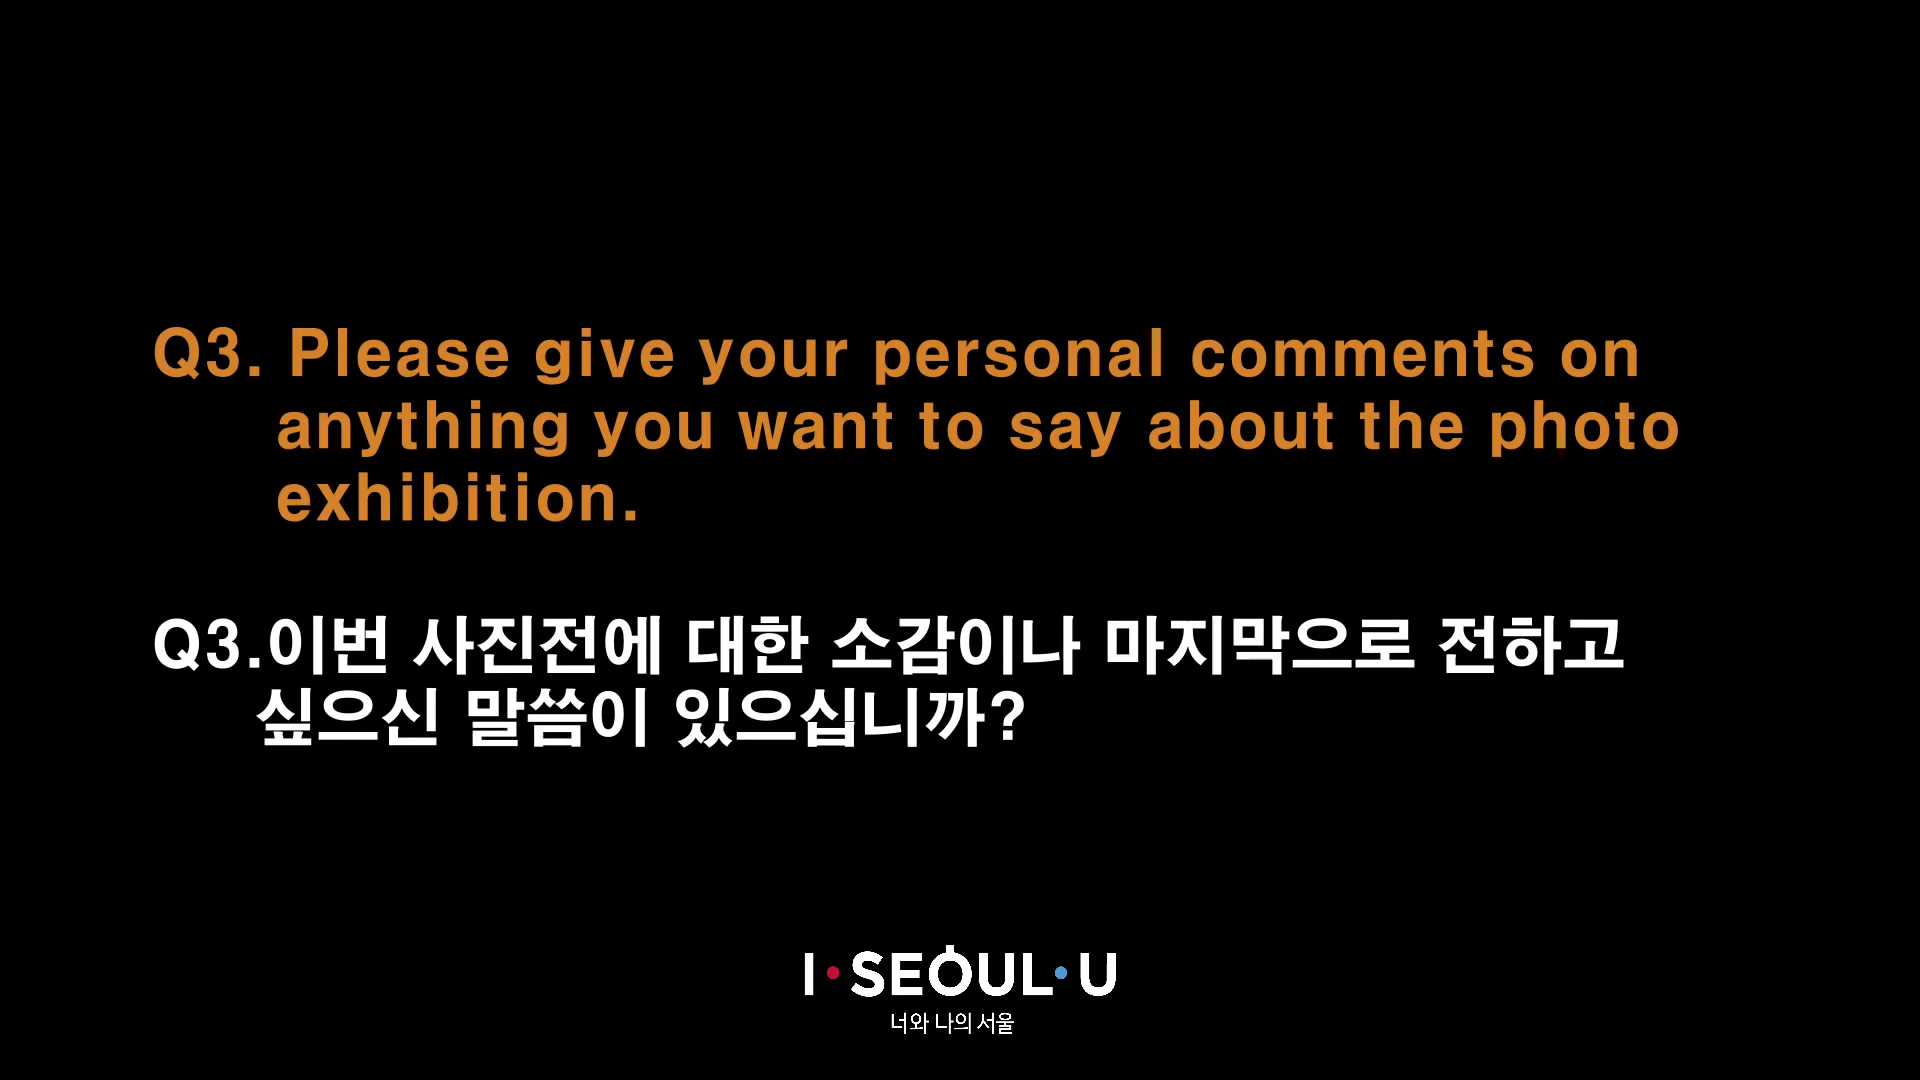 Q3. Please give your personal comments on
anything you want to say about the photo
exhibition.
Q3.이번 사진전에 대한 소감이나 마지막으로 전하고
싶으신 말씀이 있으십니까?
I·SEOUL·U
너와 나의 서울